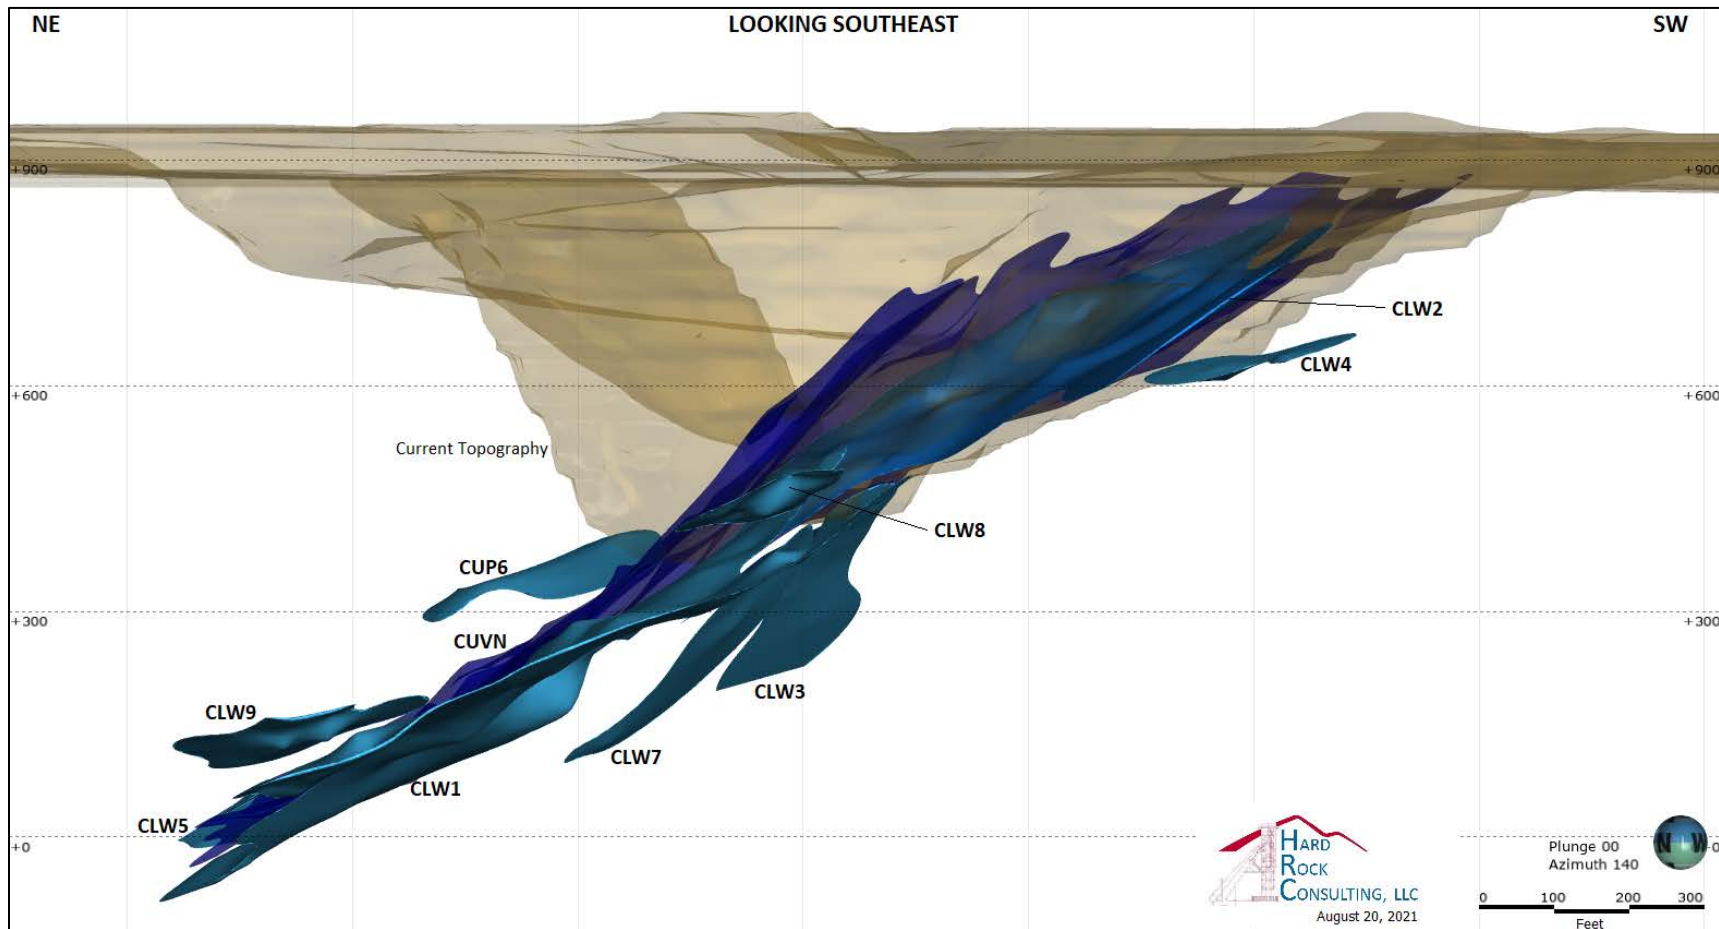 NE LOOKING SOUTHEAST SW
+900 +900
CLW2
CLW4
+600 +600
Current Topography
CLW8
CUP6
+300 +300
CUVN
CLW3
CLW9
CLW7
CLW1
CLW5
+0 +0
HARD
ROCK
CONSULTING, LLC
August 20, 2021
Plunge 00
Azimuth 140
N W
0 100 200 300
Feet